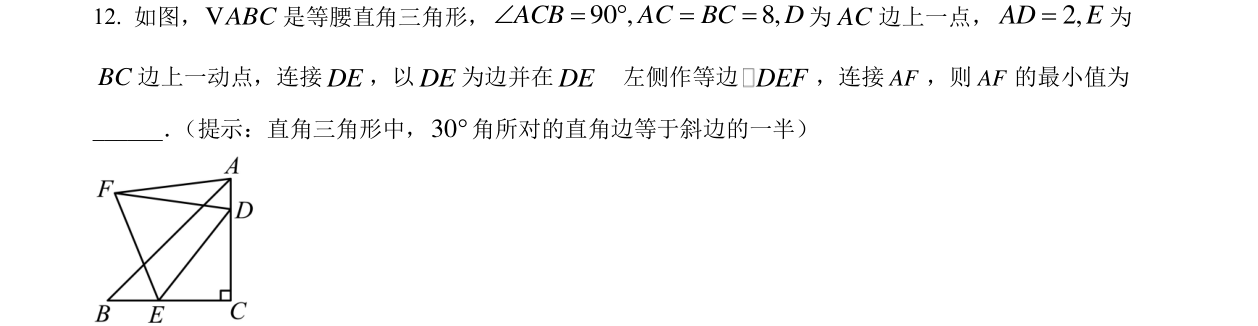 12. 如图，VABC 是等腰直角三角形，∠ACB = 90°, AC = BC = 8, D 为 AC 边上一点， AD = 2, E 为
BC 边上一动点，连接 DE ，以 DE 为边并在 DE 左侧作等边□DEF ，连接 AF ，则 AF 的最小值为
______．（提示：直角三角形中，30° 角所对的直角边等于斜边的一半）
A
F
D
B E C